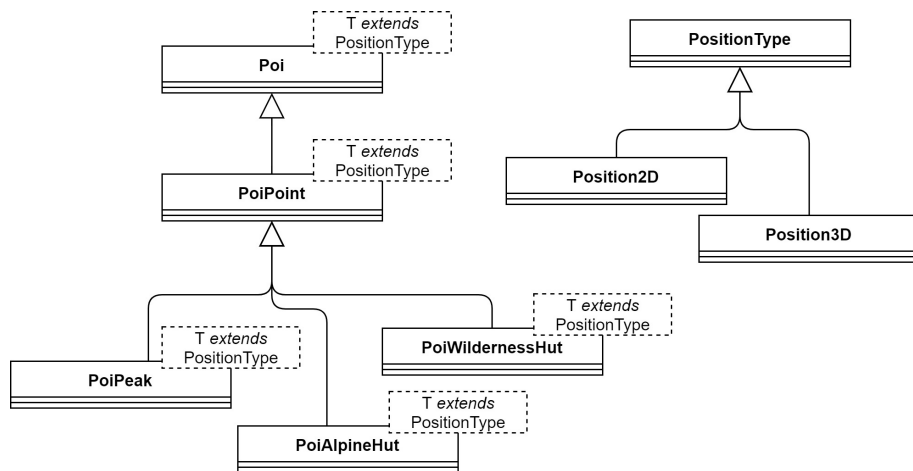 T extends
PositionType
Poi
PositionType
T extends
PositionType
PoiPoint
Position2D
Position3D
T extends
PositionType
PoiWildernessHut
T extends
PositionType
PoiPeak
T extends
PositionType
PoiAlpineHut